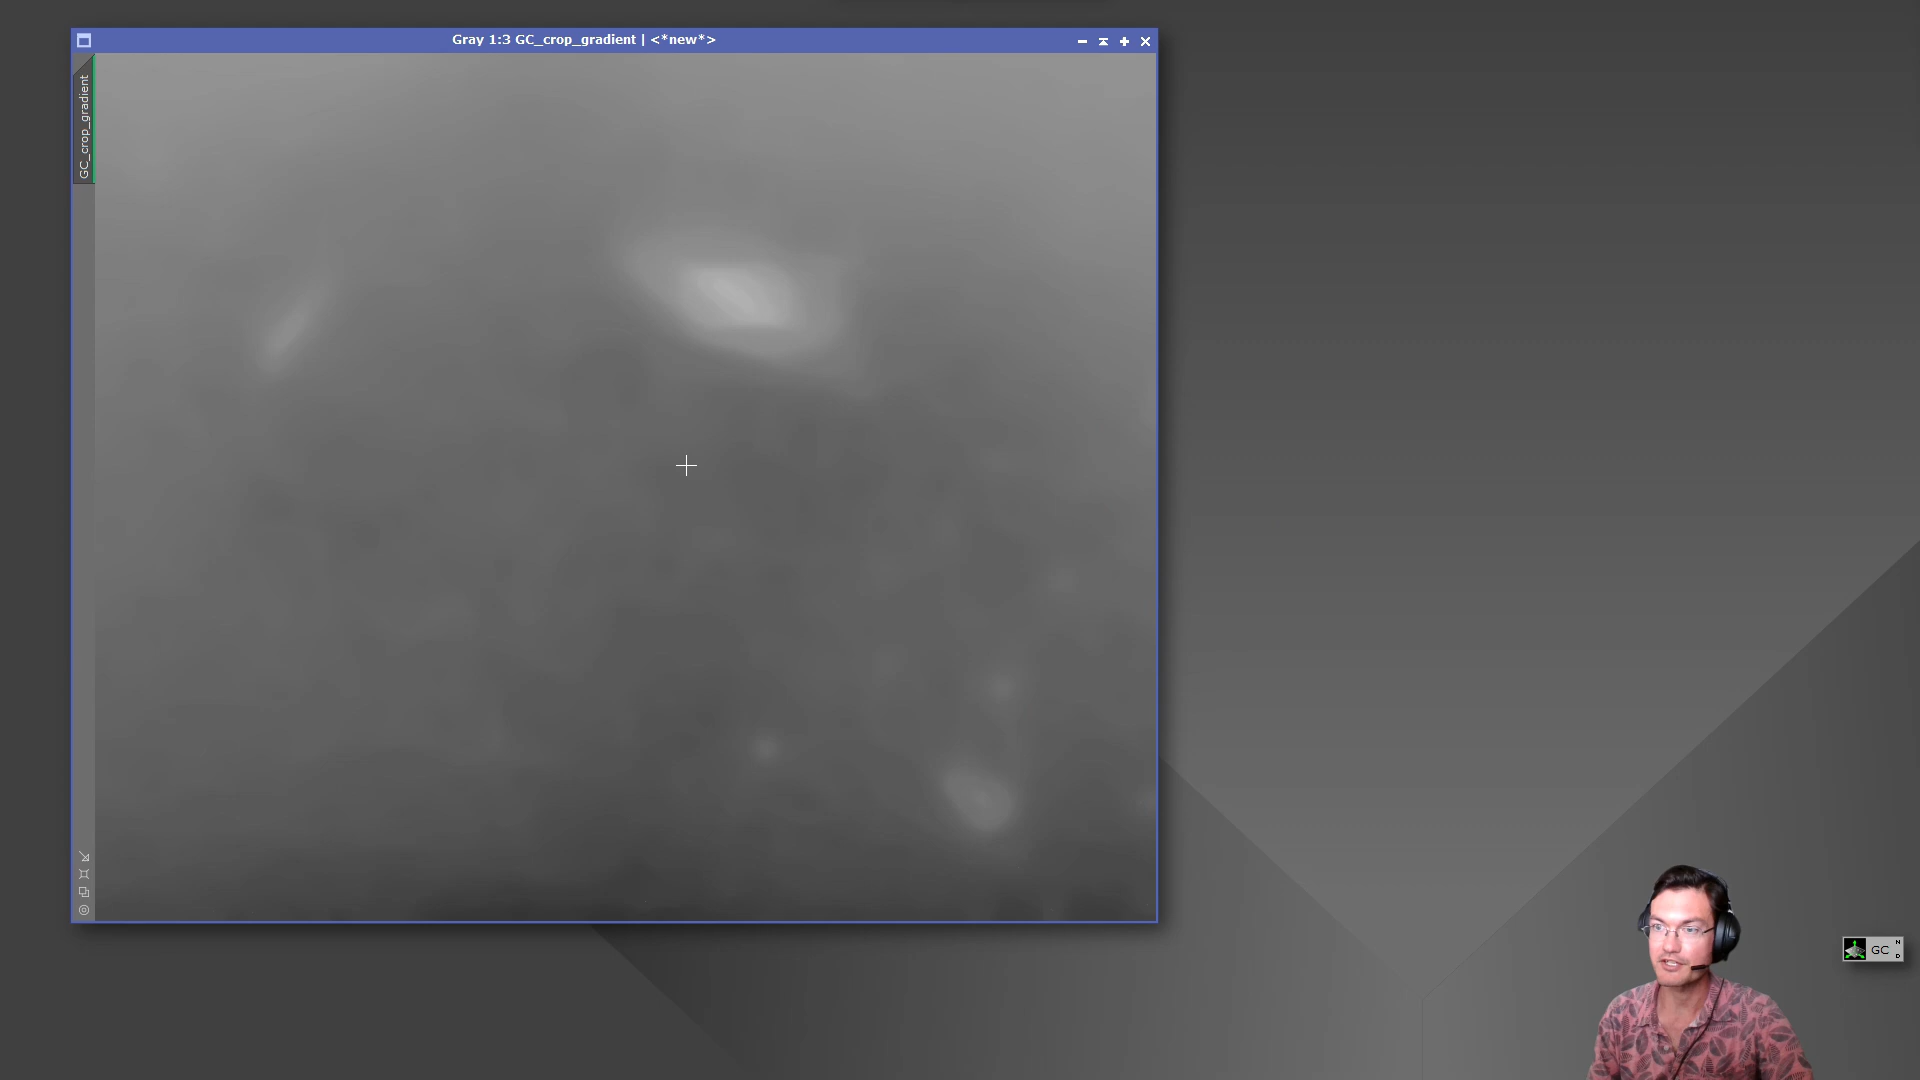 Gray 1:3 GC_crop_gradient | <*new*>
GC_crop_gradient
GC
N
D